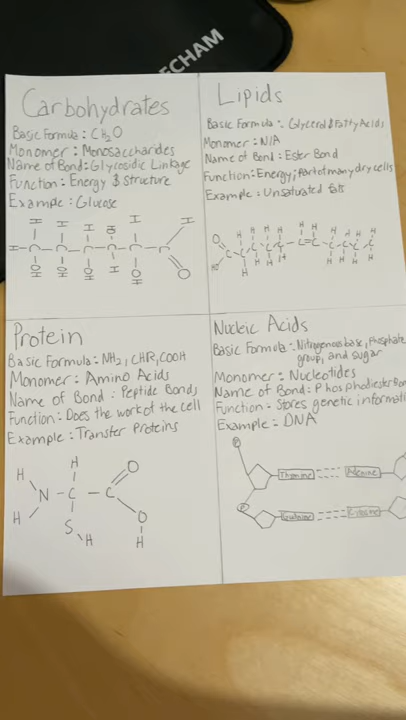 ECHAM
Carbohydrates
Basic Formula: CH₂O
Monomer: Monosaccharides
Name of Bond: Glycosidic Linkage
Function: Energy & Structure
Example: Glucose
Lipids
Basic Formula: Glycerol & Fatty Acids
Monomer: N/A
Name of Bond: Ester Bond
Function: Energy; Part of many dry cells
Example: Unsaturated fats
Protein
Basic Formula: NH₂, CHR, COOH
Monomer: Amino Acids
Name of Bond: Peptide Bonds
Function: Does the work of the cell
Example: Transfer Proteins
H
H
O
N - C - C
H
S
O
H
H
Nucleic Acids
Basic Formula: Nitrogenous base, Phosphate
group, and sugar
Monomer: Nucleotides
Name of Bond: Phosphodiester Bon
Function: Stores genetic informati
Example: DNA
P
Thymine
P